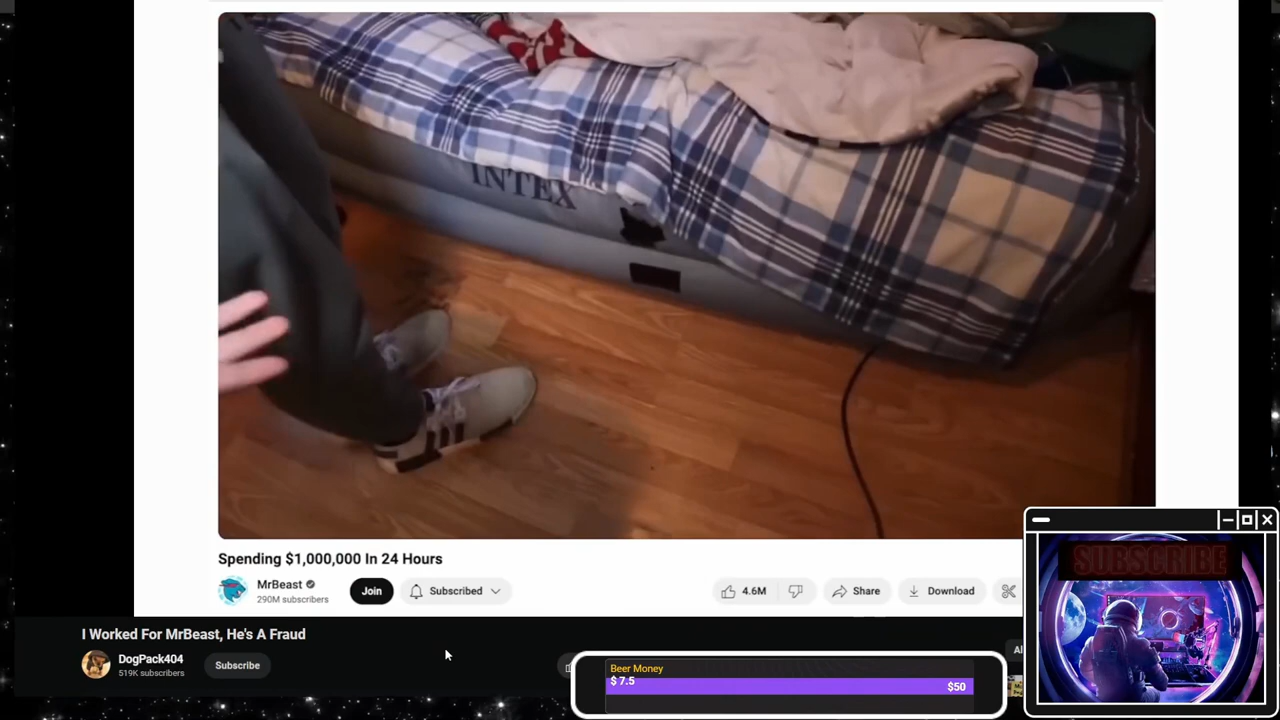 INTEX
Spending $1,000,000 In 24 Hours
MrBeast
290M subscribers
Join
Subscribed
4.6M
Share
Download
SUBSCRIBE
I Worked For MrBeast, He's A Fraud
DogPack404
519K subscribers
Subscribe
Beer Money
$ 7.5
$50